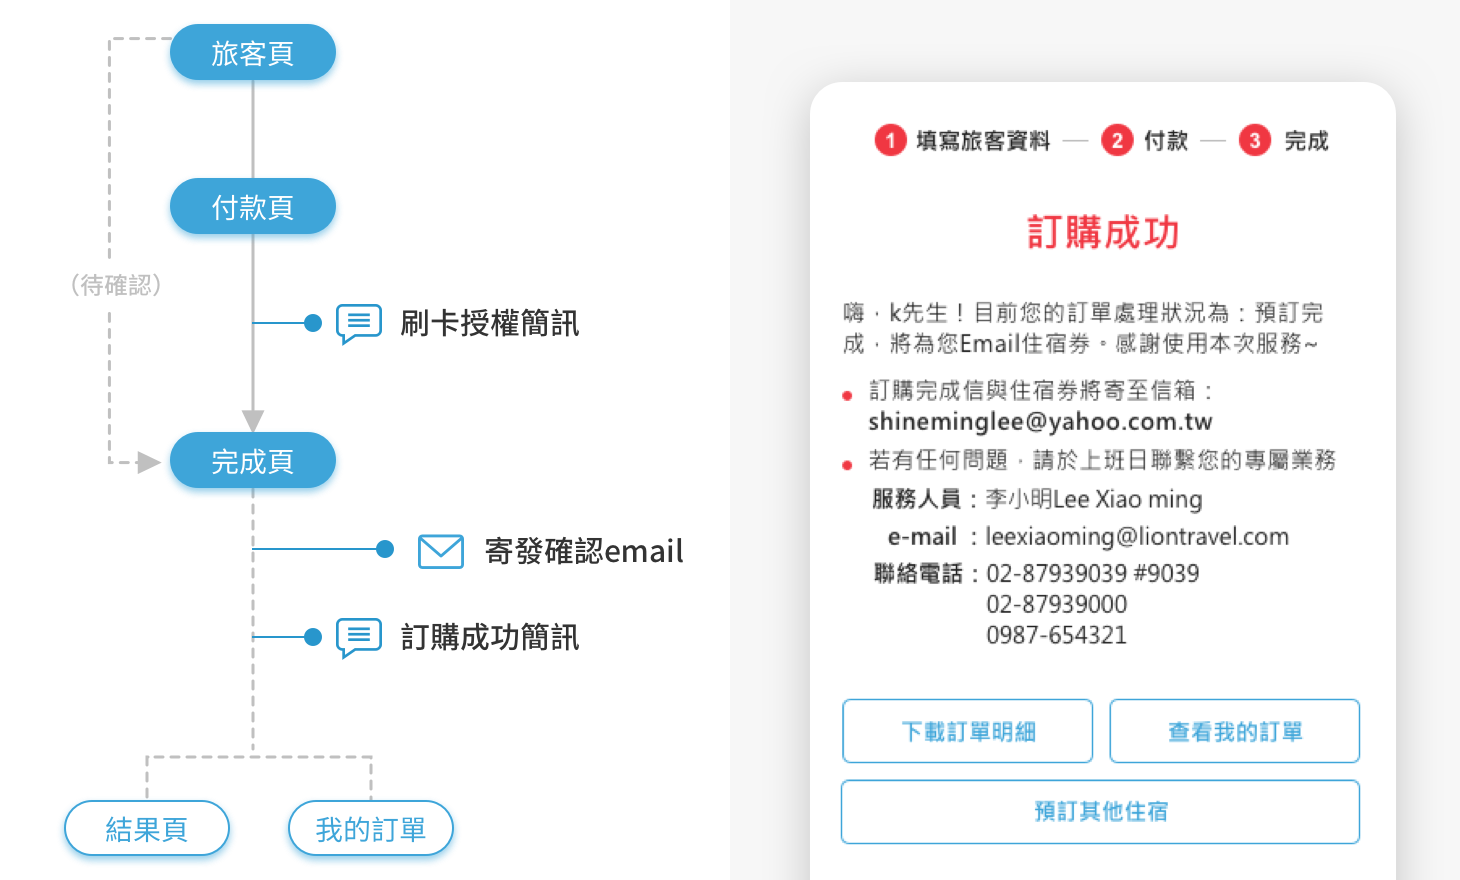 旅客頁
付款頁
（待確認）
刷卡授權簡訊
完成頁
寄發確認email
訂購成功簡訊
結果頁
我的訂單
1 填寫旅客資料 — 2 付款 — 3 完成
訂購成功
嗨，k先生！目前您的訂單處理狀況為：預訂完
成，將為您Email住宿券。感謝使用本次服務~
訂購完成信與住宿券將寄至信箱：
shineminglee@yahoo.com.tw
若有任何問題，請於上班日聯繫您的專屬業務
服務人員：李小明Lee Xiao ming
e-mail ：leexiaoming@liontravel.com
聯絡電話：02-87939039 #9039
02-87939000
0987-654321
下載訂單明細
查看我的訂單
預訂其他住宿